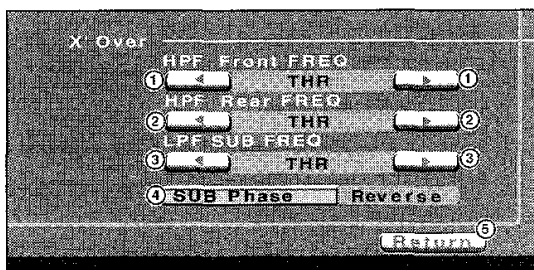 X' Over
HPF Front FREQ
① THR ①
HPF Rear FREQ
② THR ②
LPF SUB FREQ
③ THR ③
④ SUB Phase Reverse
⑤
Return